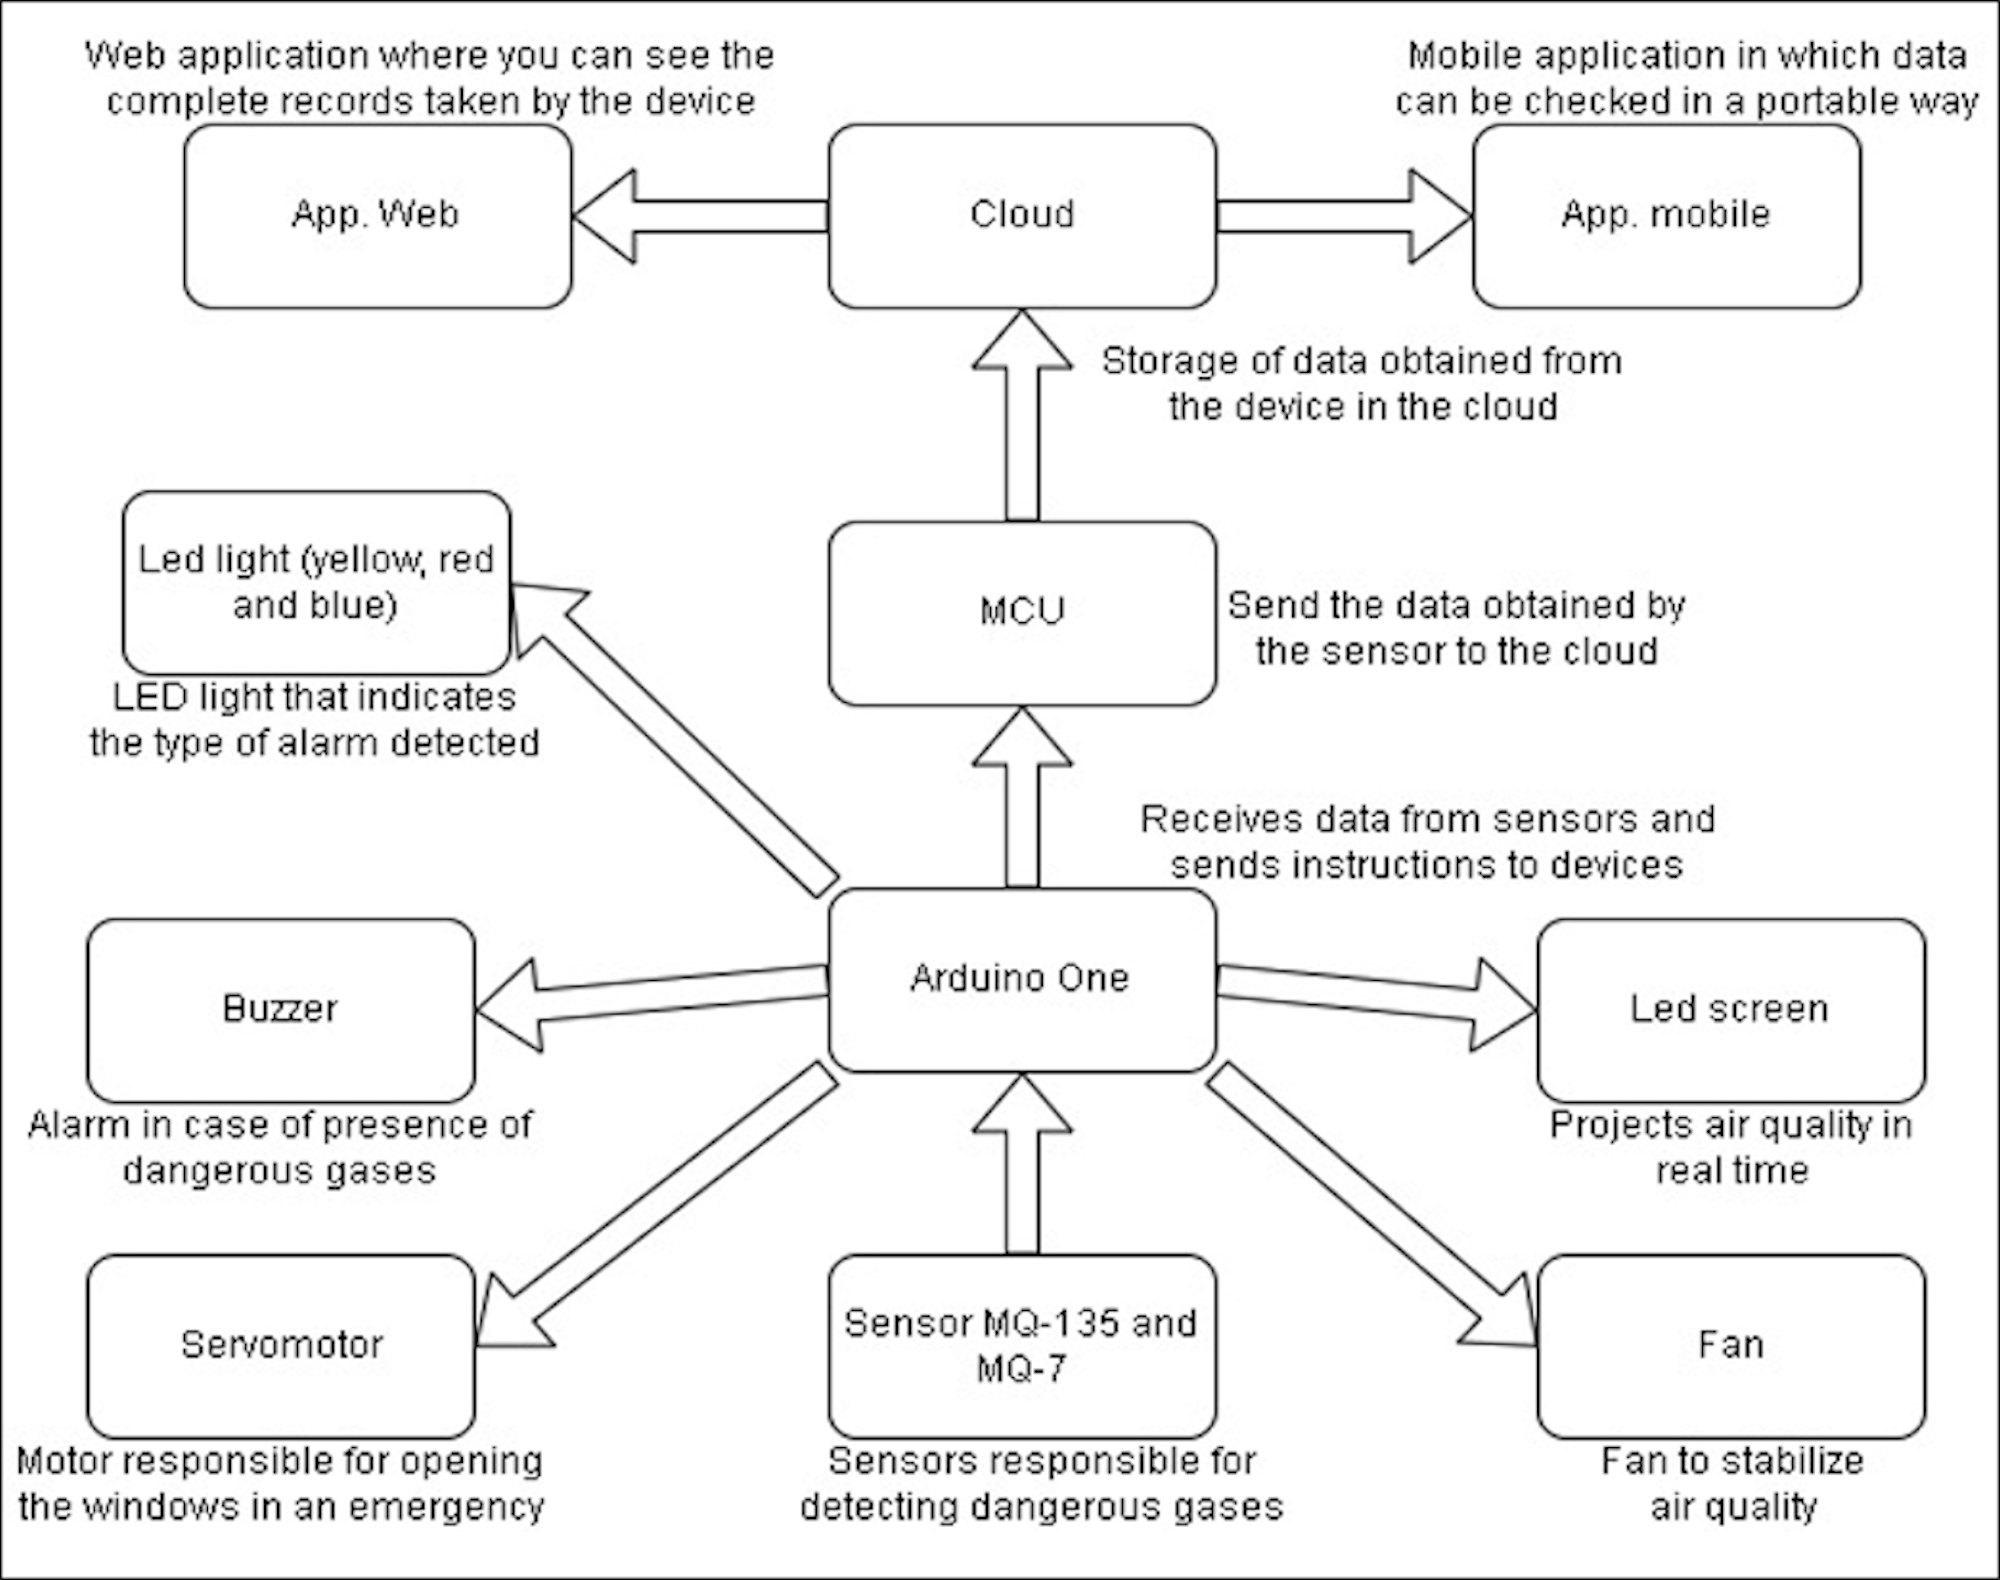 Web application where you can see the
complete records taken by the device
Mobile application in which data
can be checked in a portable way
App. Web
Cloud
App. mobile
Storage of data obtained from
the device in the cloud
Led light (yellow, red
and blue)
LED light that indicates
the type of alarm detected
MCU
Send the data obtained by
the sensor to the cloud
Receives data from sensors and
sends instructions to devices
Buzzer
Alarm in case of presence of
dangerous gases
Arduino One
Led screen
Projects air quality in
real time
Servomotor
Motor responsible for opening
the windows in an emergency
Sensor MQ-135 and
MQ-7
Sensors responsible for
detecting dangerous gases
Fan
Fan to stabilize
air quality